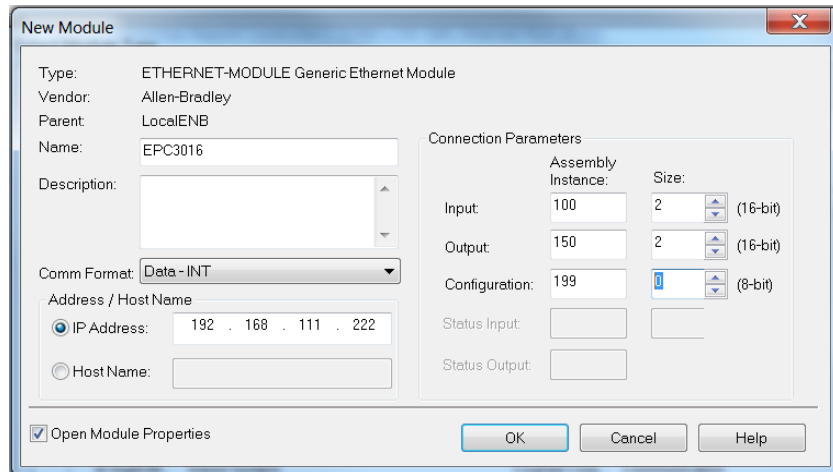 New Module
Type: ETHERNET-MODULE Generic Ethernet Module
Vendor: Allen-Bradley
Parent: LocalENB
Name: EPC3016
Description:
Comm Format: Data - INT
Address / Host Name
IP Address: 192 . 168 . 111 . 222
Host Name:
Connection Parameters
Assembly Instance: Size:
Input: 100 2 (16-bit)
Output: 150 2 (16-bit)
Configuration: 199 0 (8-bit)
Status Input:
Status Output:
Open Module Properties
OK Cancel Help